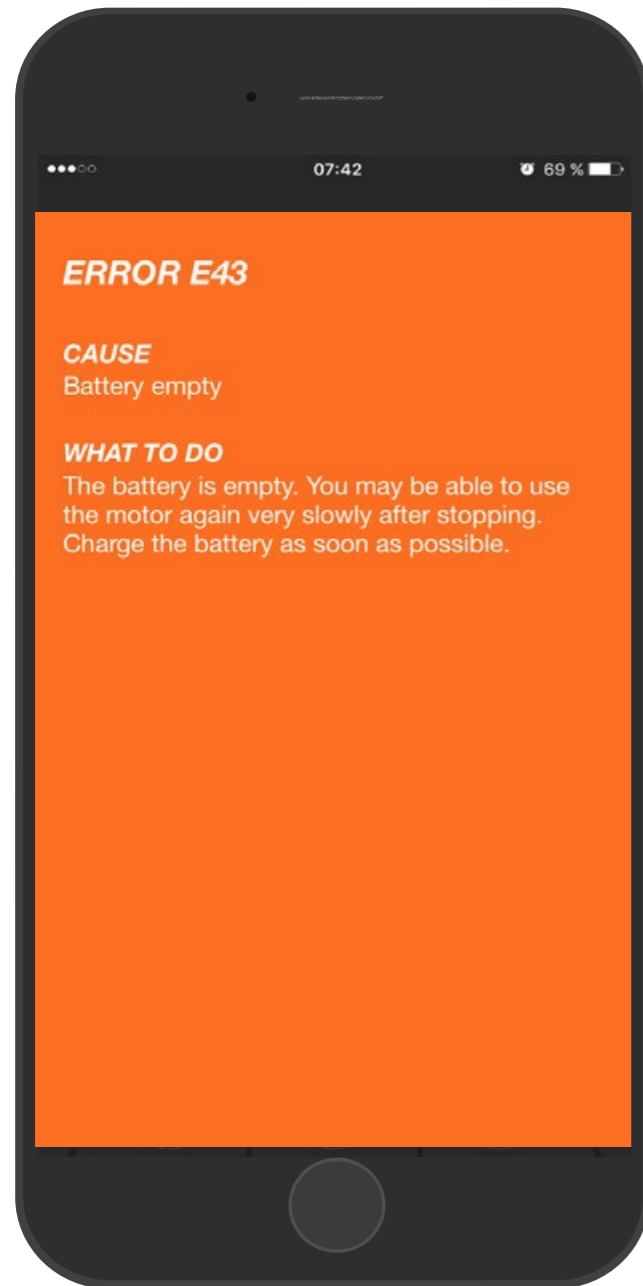 07:42
69 %
ERROR E43
CAUSE
Battery empty
WHAT TO DO
The battery is empty. You may be able to use
the motor again very slowly after stopping.
Charge the battery as soon as possible.